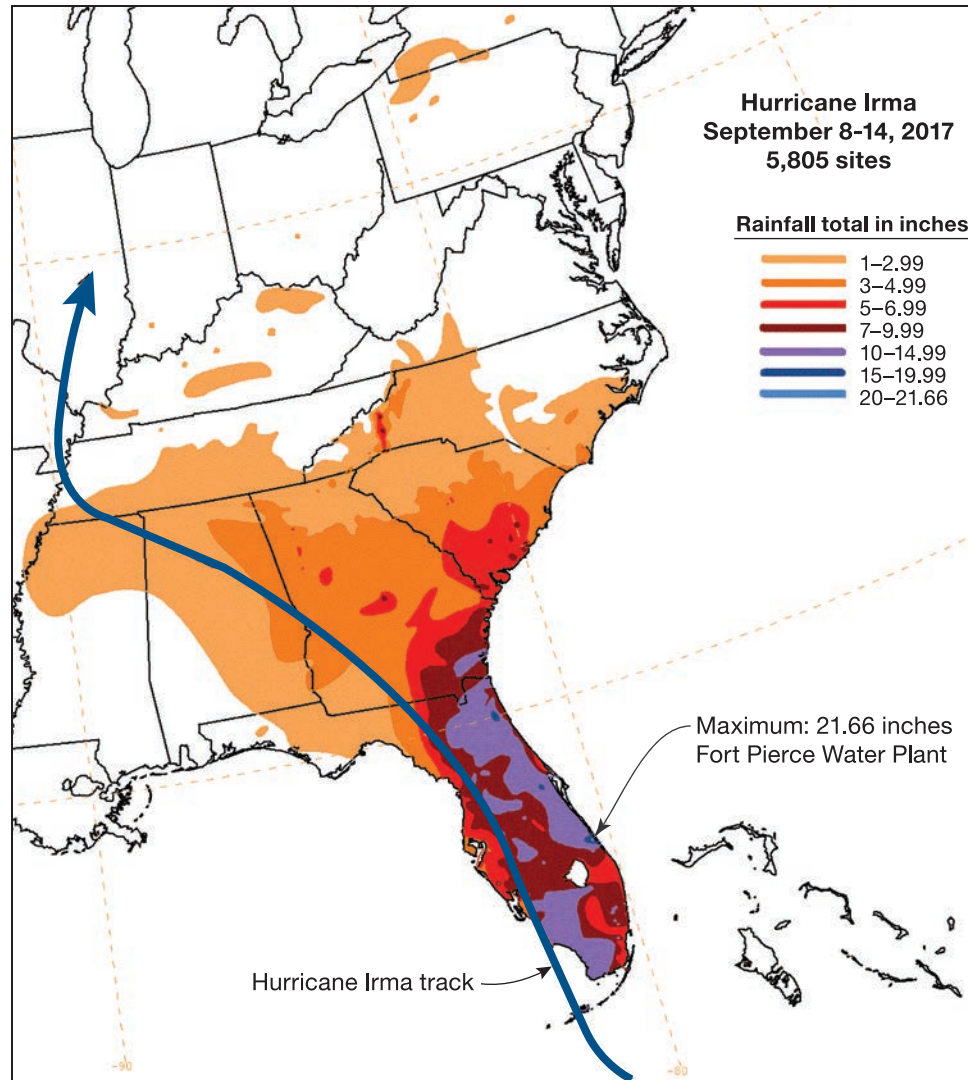 Hurricane Irma
September 8-14, 2017
5,805 sites
Rainfall total in inches
1–2.99
3–4.99
5–6.99
7–9.99
10–14.99
15–19.99
20–21.66
Maximum: 21.66 inches
Fort Pierce Water Plant
Hurricane Irma track
-90
-80